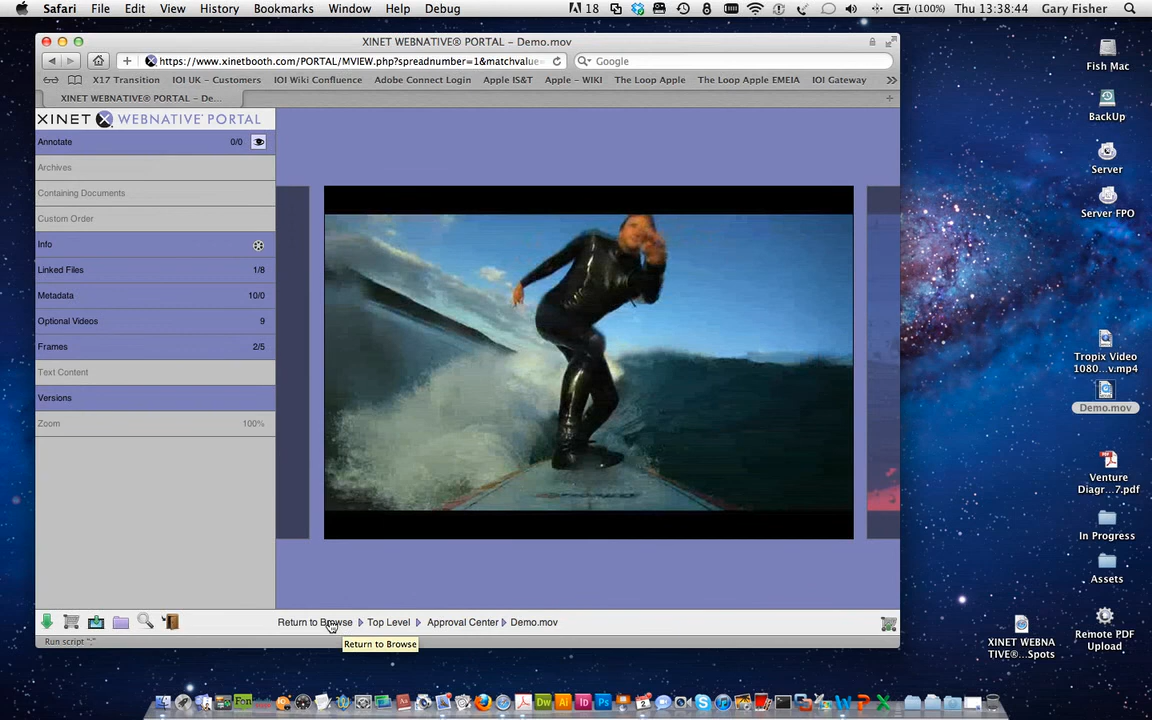 Safari File Edit View History Bookmarks Window Help Debug 18 (100%) Thu 13:38:44 Gary Fisher
XINET WEBNATIVE® PORTAL – Demo.mov
https://www.xinetbooth.com/PORTAL/MVIEW.php?spreadnumber=1&matchvalue= Google
X17 Transition IOI UK – Customers IOI Wiki Confluence Adobe Connect Login Apple IS&T Apple – WIKI The Loop Apple The Loop Apple EMEIA IOI Gateway
XINET WEBNATIVE® PORTAL – De...
XINET WEBNATIVE PORTAL
Annotate 0/0
Archives
Containing Documents
Custom Order
Info
Linked Files 1/8
Metadata 10/0
Optional Videos 9
Frames 2/5
Text Content
Versions
Zoom 100%
Return to Browse Top Level Approval Center Demo.mov
Return to Browse
Run script ";"
Fish Mac
BackUp
Server
Server FPO
Tropix Video
1080...v.mp4
Demo.mov
Venture
Diagr...7.pdf
In Progress
Assets
XINET WEBNA
TIVE®...Spots
Remote PDF
Upload
Fon
Dw Ai Id Ps
2